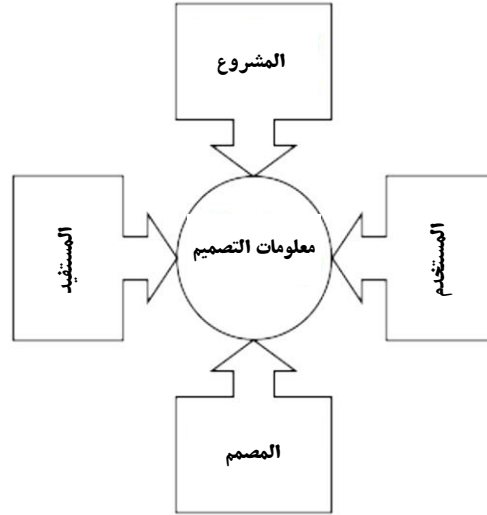 المشروع
المستخدم
معلومات التصميم
المستفيد
المصمم